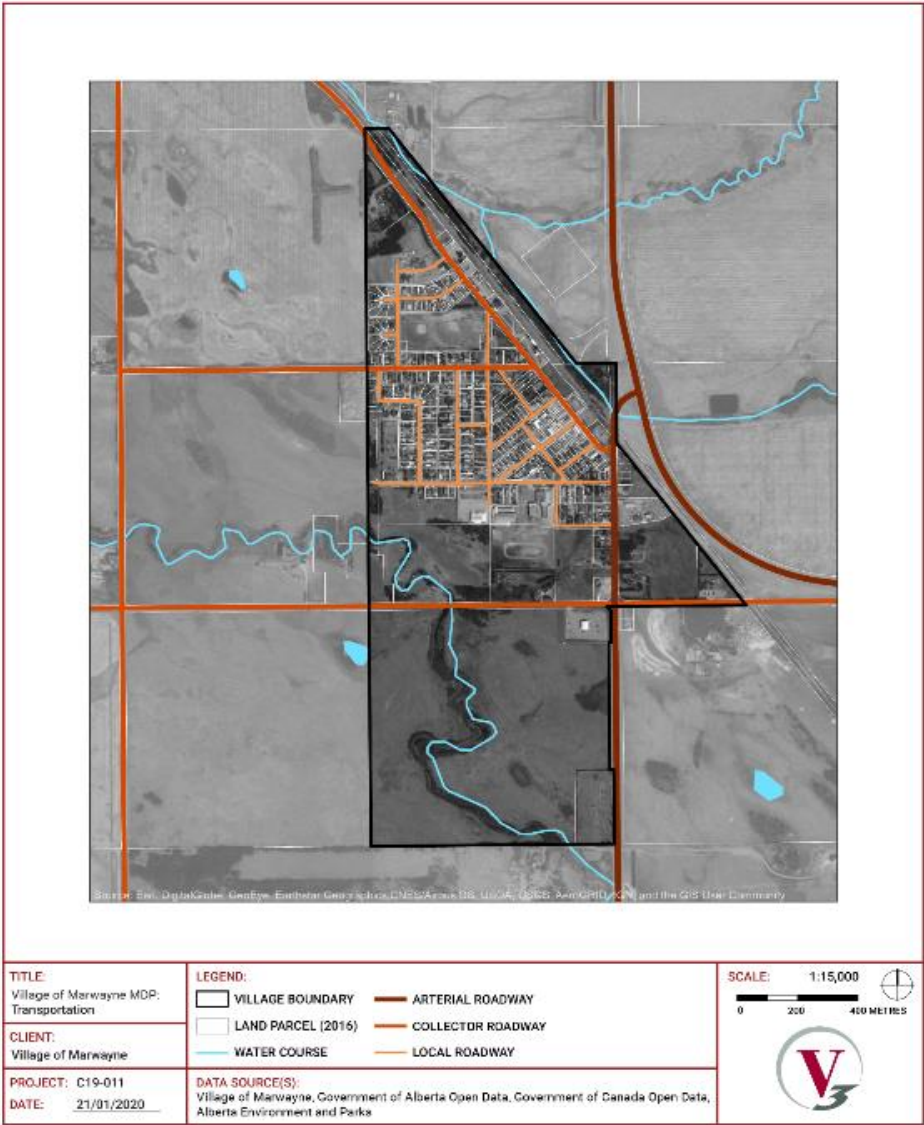 Source: Esri, DigitalGlobe, GeoEye, Earthstar Geographics, CNES/Airbus DS, USDA, USGS, AeroGRID, IGN, and the GIS User Community
TITLE:
Village of Marwayne MDP:
Transportation
CLIENT:
Village of Marwayne
PROJECT: C19-011
DATE: 21/01/2020
LEGEND:
VILLAGE BOUNDARY
LAND PARCEL (2016)
WATER COURSE
ARTERIAL ROADWAY
COLLECTOR ROADWAY
LOCAL ROADWAY
DATA SOURCE(S):
Village of Marwayne, Government of Alberta Open Data, Government of Canada Open Data,
Alberta Environment and Parks
SCALE: 1:15,000
0 200 400 METRES
V3